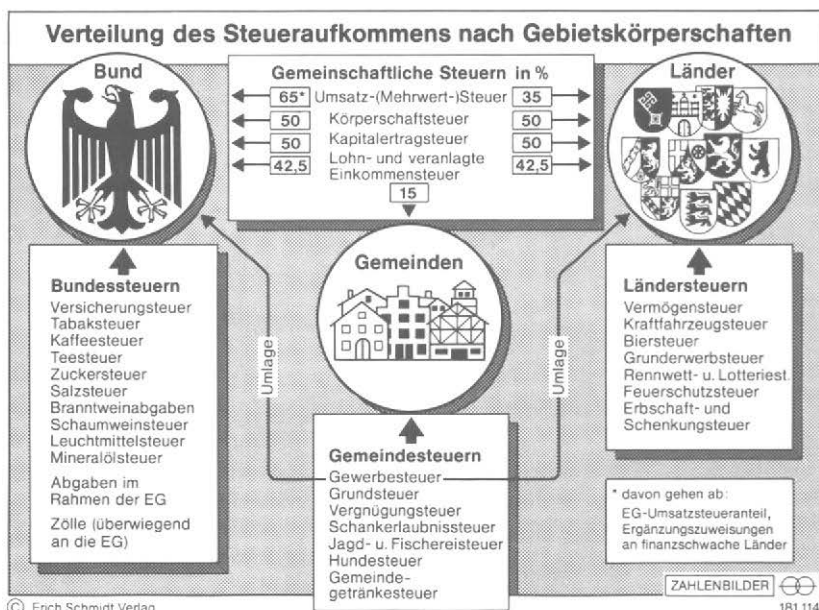 Verteilung des Steueraufkommens nach Gebietskörperschaften
Bund
Gemeinschaftliche Steuern in %
65* Umsatz-(Mehrwert-)Steuer 35
50 Körperschaftsteuer 50
50 Kapitalertragsteuer 50
42,5 Lohn- und veranlagte Einkommensteuer 42,5
15
Länder
Gemeinden
Umlage
Umlage
Bundessteuern
Versicherungsteuer
Tabaksteuer
Kaffeesteuer
Teesteuer
Zuckersteuer
Salzsteuer
Branntweinabgaben
Schaumweinsteuer
Leuchtmittelsteuer
Mineralölsteuer
Abgaben im
Rahmen der EG
Zölle (überwiegend
an die EG)
Gemeindesteuern
Gewerbesteuer
Grundsteuer
Vergnügungsteuer
Schankerlaubnissteuer
Jagd- u. Fischereisteuer
Hundesteuer
Gemeinde-
getränkesteuer
Ländersteuern
Vermögensteuer
Kraftfahrzeugsteuer
Biersteuer
Grunderwerbsteuer
Rennwett- u. Lotteriest.
Feuerschutzsteuer
Erbschaft- und
Schenkungsteuer
* davon gehen ab:
EG-Umsatzsteueranteil,
Ergänzungszuweisungen
an finanzschwache Länder
ZAHLENBILDER
© Erich Schmidt Verlag
181 114